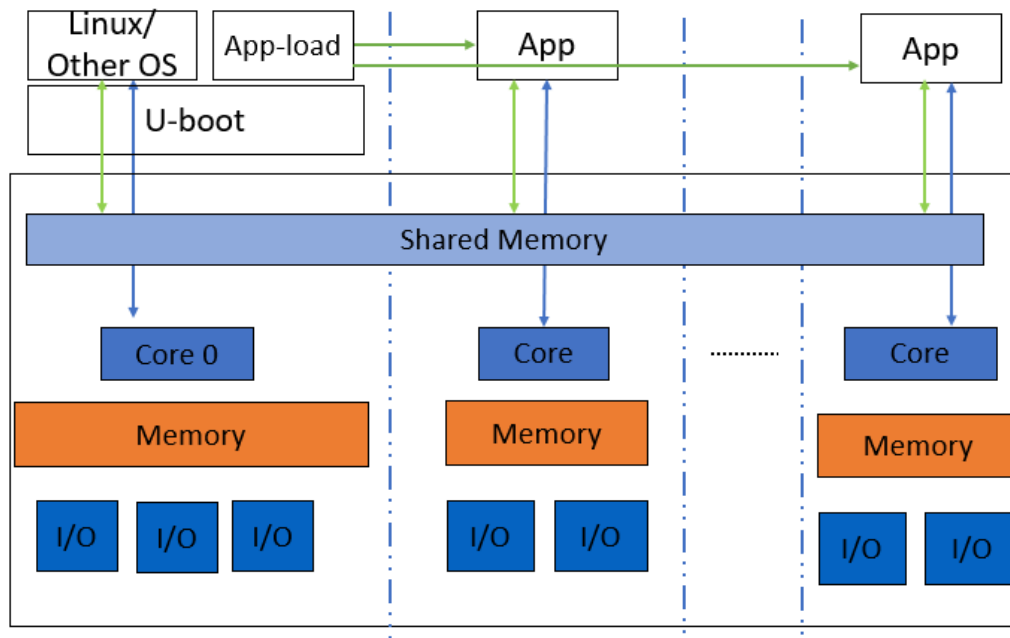 Linux/
Other OS
App-load
App
App
U-boot
Shared Memory
Core 0
Core
..........
Core
Memory
Memory
Memory
I/O
I/O
I/O
I/O
I/O
I/O
I/O